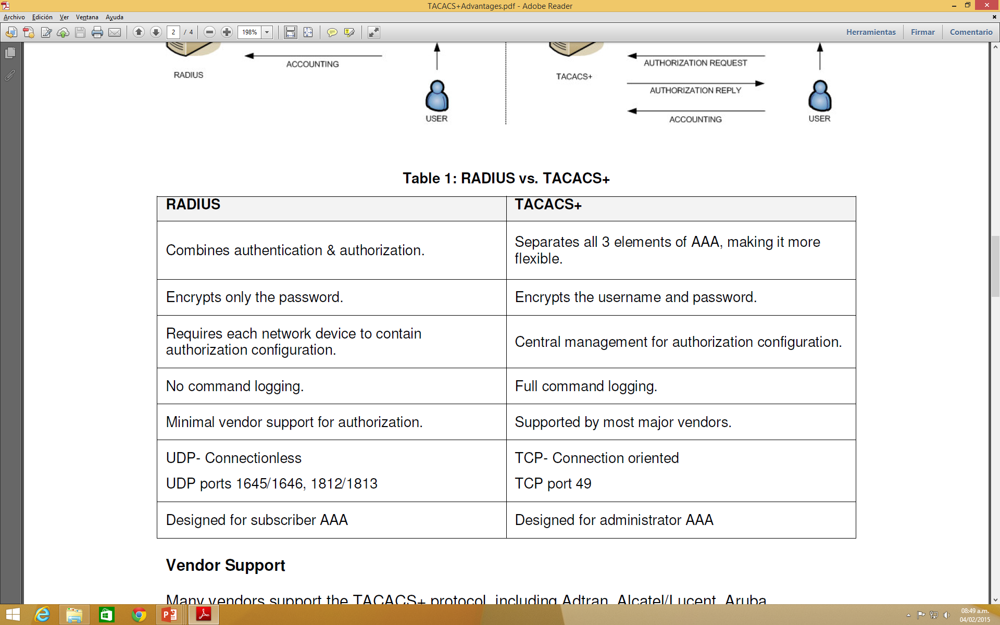 TACACS+Advantages.pdf - Adobe Reader
Archivo Edición Ver Ventana Ayuda
2 / 4 198% Herramientas Firmar Comentario
ACCOUNTING
RADIUS
USER
AUTHORIZATION REQUEST
TACACS+
AUTHORIZATION REPLY
ACCOUNTING
USER
Table 1: RADIUS vs. TACACS+
RADIUS
TACACS+
Combines authentication & authorization.
Separates all 3 elements of AAA, making it more
flexible.
Encrypts only the password.
Encrypts the username and password.
Requires each network device to contain
authorization configuration.
Central management for authorization configuration.
No command logging.
Full command logging.
Minimal vendor support for authorization.
Supported by most major vendors.
UDP- Connectionless
UDP ports 1645/1646, 1812/1813
TCP- Connection oriented
TCP port 49
Designed for subscriber AAA
Designed for administrator AAA
Vendor Support
Many vendors support the TACACS+ protocol, including Adtran, Alcatel/Lucent, Aruba
08:49 a.m.
04/02/2015